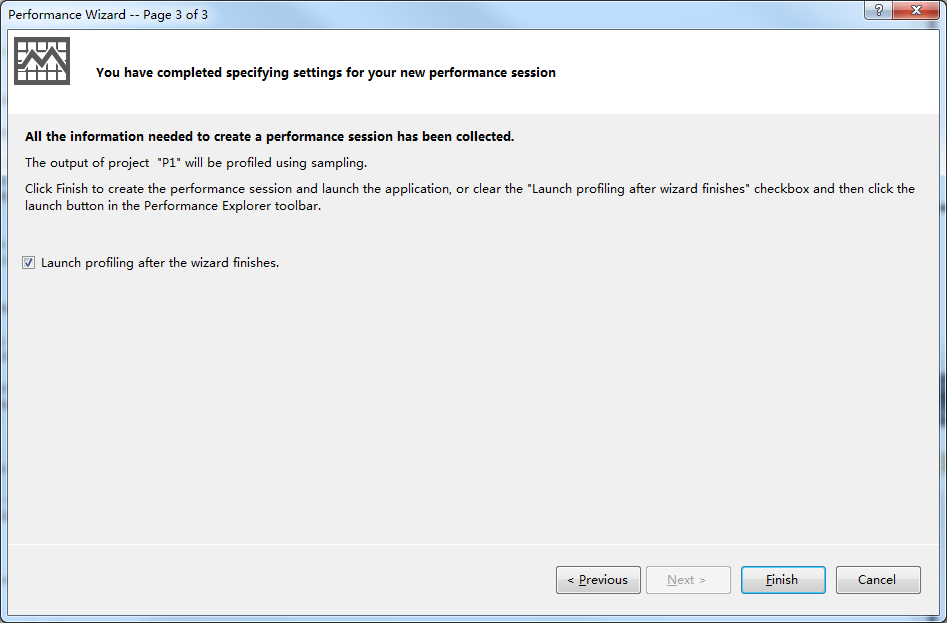 Performance Wizard -- Page 3 of 3
?
You have completed specifying settings for your new performance session
All the information needed to create a performance session has been collected.
The output of project  "P1" will be profiled using sampling.
Click Finish to create the performance session and launch the application, or clear the "Launch profiling after wizard finishes" checkbox and then click the
launch button in the Performance Explorer toolbar.
Launch profiling after the wizard finishes.
< Previous
Next >
Finish
Cancel